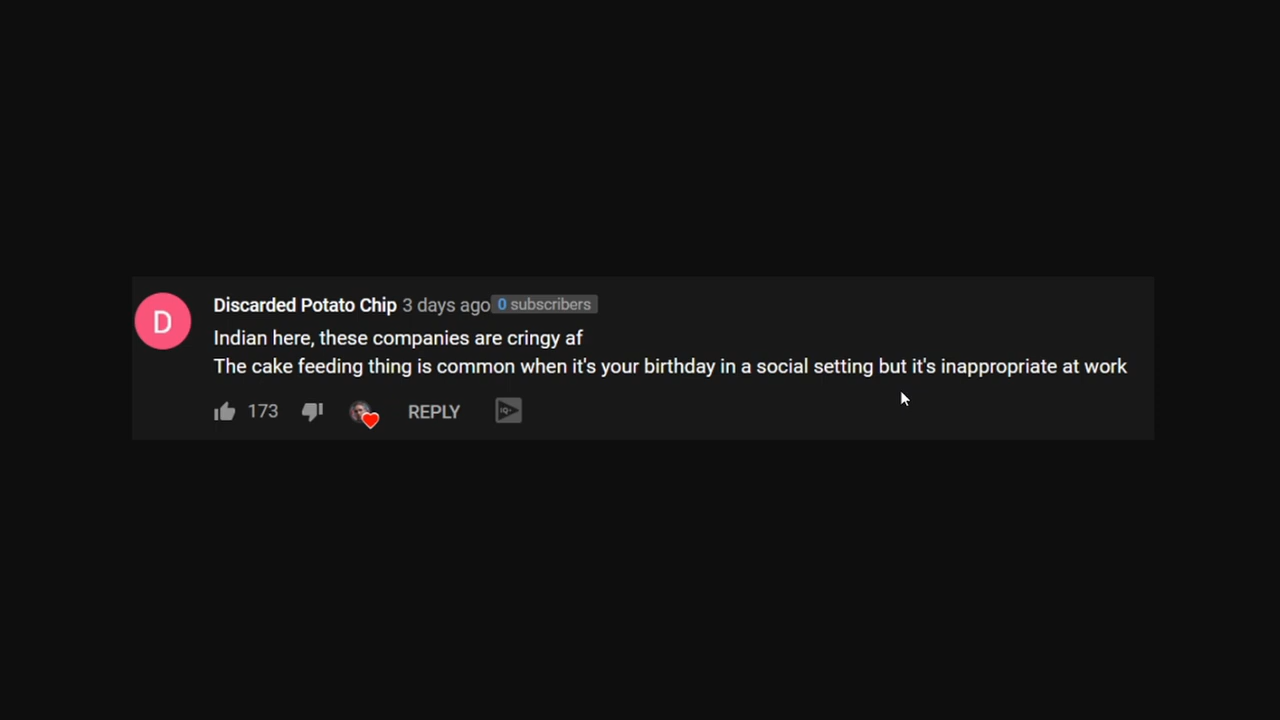 D
Discarded Potato Chip 3 days ago 0 subscribers
Indian here, these companies are cringy af
The cake feeding thing is common when it's your birthday in a social setting but it's inappropriate at work
173 REPLY IQ